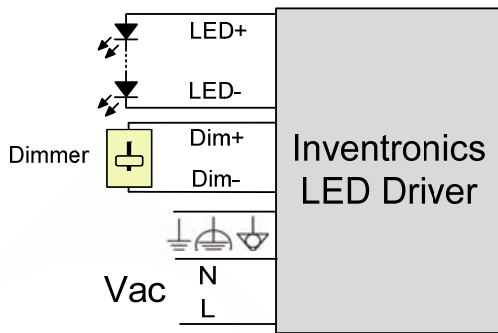 LED+
LED-
Dimmer
Dim+
Dim-
Inventronics
LED Driver
Vac
N
L